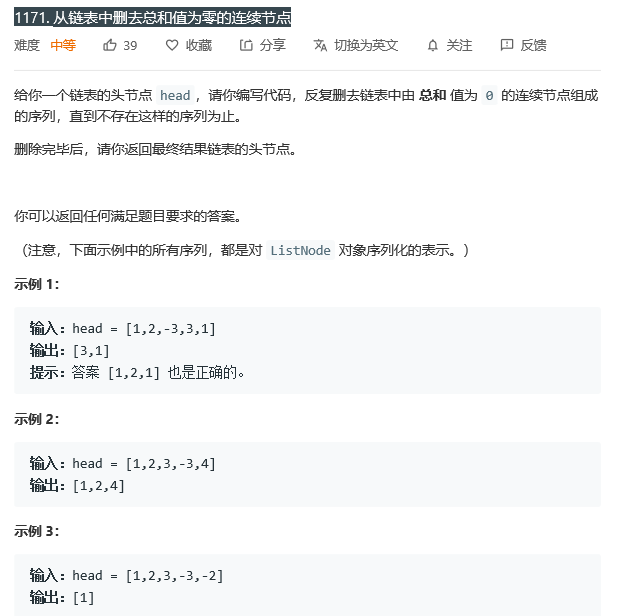 1171. 从链表中删去总和值为零的连续节点
难度 中等 39 收藏 分享 切换为英文 关注 反馈
给你一个链表的头节点 head ，请你编写代码，反复删去链表中由 总和 值为 0 的连续节点组成
的序列，直到不存在这样的序列为止。
删除完毕后，请你返回最终结果链表的头节点。
你可以返回任何满足题目要求的答案。
（注意，下面示例中的所有序列，都是对 ListNode 对象序列化的表示。）
示例 1：
输入：head = [1,2,-3,3,1]
输出：[3,1]
提示：答案 [1,2,1] 也是正确的。
示例 2：
输入：head = [1,2,3,-3,4]
输出：[1,2,4]
示例 3：
输入：head = [1,2,3,-3,-2]
输出：[1]